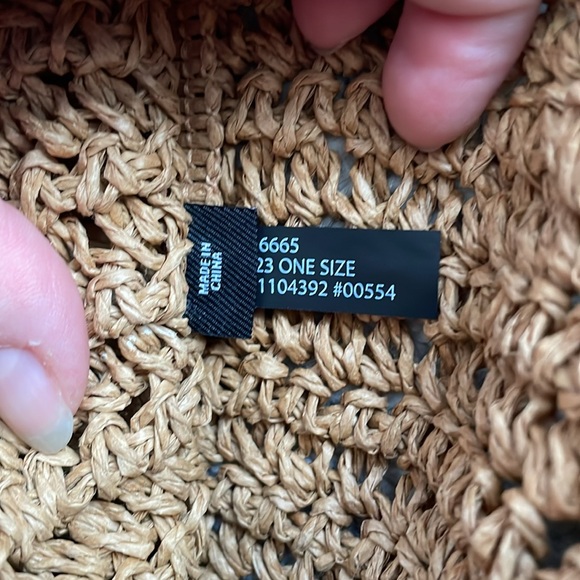 MADE IN
CHINA
6665
23 ONE SIZE
1104392 #00554